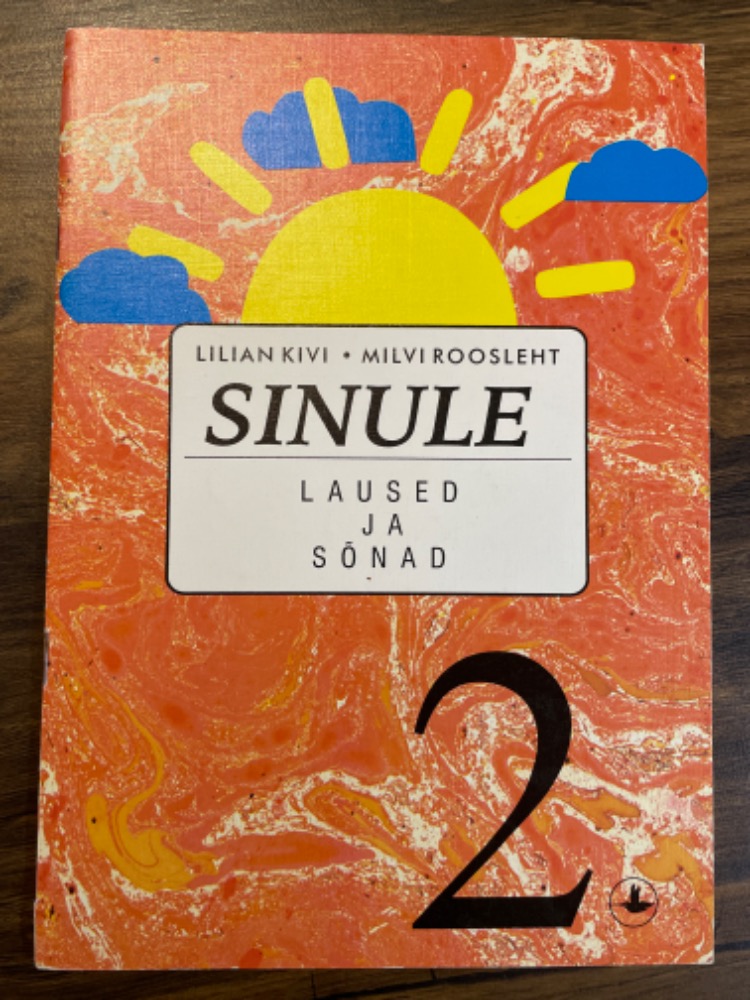 LILIAN KIVI • MILVI ROOSLEHT
SINULE
LAUSED
JA
SÕNAD
2